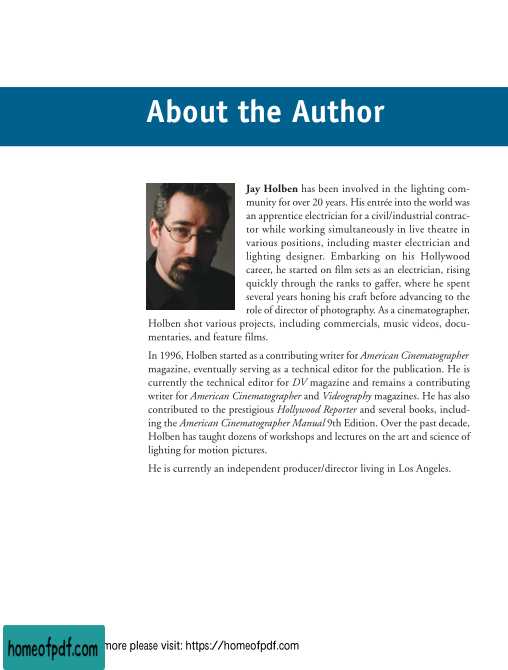 About the Author
Jay Holben has been involved in the lighting com-
munity for over 20 years. His entrée into the world was
an apprentice electrician for a civil/industrial contrac-
tor while working simultaneously in live theatre in
various positions, including master electrician and
lighting designer. Embarking on his Hollywood
career, he started on film sets as an electrician, rising
quickly through the ranks to gaffer, where he spent
several years honing his craft before advancing to the
role of director of photography. As a cinematographer,
Holben shot various projects, including commercials, music videos, docu-
mentaries, and feature films.
In 1996, Holben started as a contributing writer for American Cinematographer
magazine, eventually serving as a technical editor for the publication. He is
currently the technical editor for DV magazine and remains a contributing
writer for American Cinematographer and Videography magazines. He has also
contributed to the prestigious Hollywood Reporter and several books, includ-
ing the American Cinematographer Manual 9th Edition. Over the past decade,
Holben has taught dozens of workshops and lectures on the art and science of
lighting for motion pictures.
He is currently an independent producer/director living in Los Angeles.
homeofpdf.com more please visit: https://homeofpdf.com